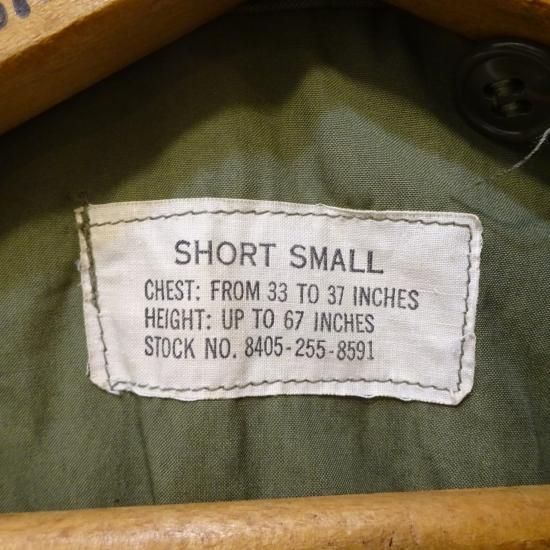 SHORT SMALL
CHEST: FROM 33 TO 37 INCHES
HEIGHT: UP TO 67 INCHES
STOCK NO. 8405-255-8591